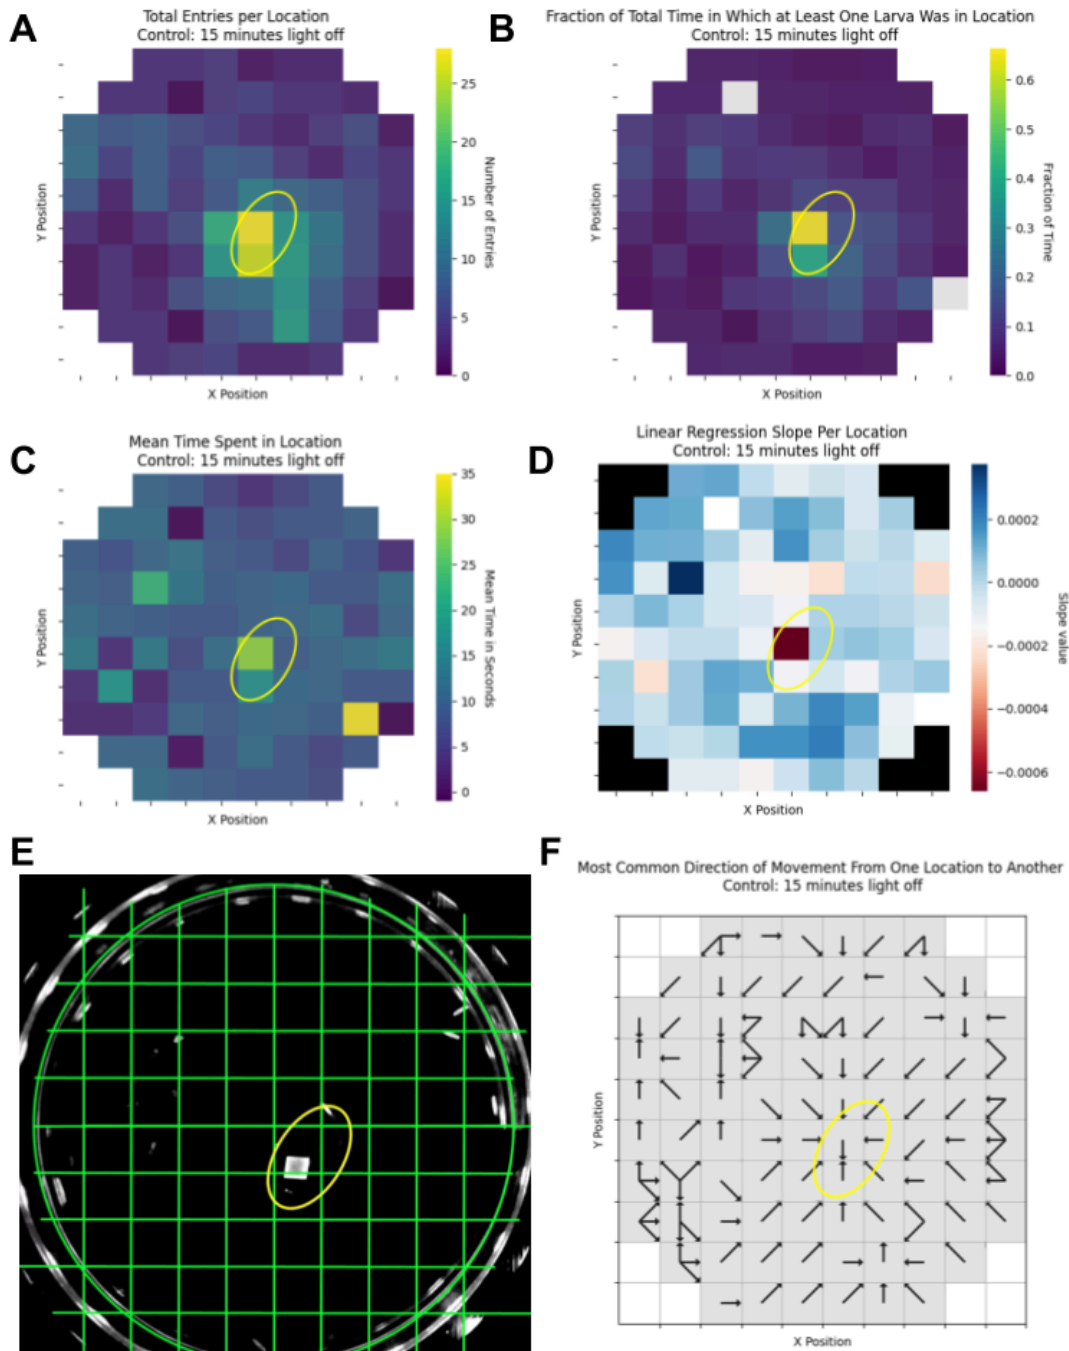 A
Total Entries per Location
Control: 15 minutes light off
25
20
15
10
5
0
Number of Entries
Y Position
X Position
B
Fraction of Total Time in Which at Least One Larva Was in Location
Control: 15 minutes light off
0.6
0.5
0.4
0.3
0.2
0.1
0.0
Fraction of Time
Y Position
X Position
C
Mean Time Spent in Location
Control: 15 minutes light off
35
30
25
20
15
10
5
0
Mean Time in Seconds
Y Position
X Position
D
Linear Regression Slope Per Location
Control: 15 minutes light off
0.0002
0.0000
−0.0002
−0.0004
−0.0006
Slope value
Y Position
X Position
E
F
Most Common Direction of Movement From One Location to Another
Control: 15 minutes light off
Y Position
X Position